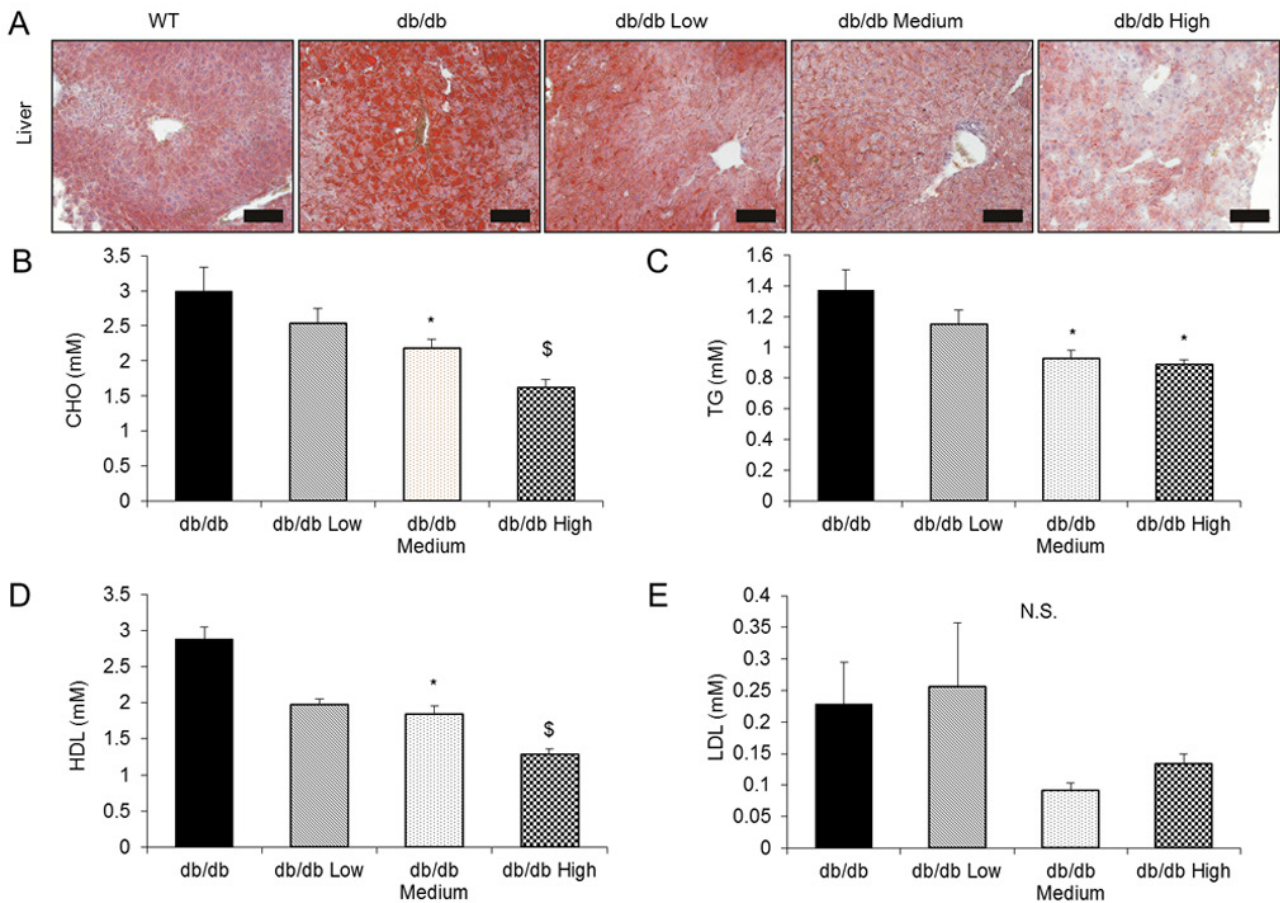 A
WT
db/db
db/db Low
db/db Medium
db/db High
Liver
B
3.5
3
2.5
2
1.5
1
0.5
0
CHO (mM)
*
$
db/db
db/db Low
db/db
Medium
db/db High
C
1.6
1.4
1.2
1
0.8
0.6
0.4
0.2
0
TG (mM)
*
*
db/db
db/db Low
db/db
Medium
db/db High
D
3.5
3
2.5
2
1.5
1
0.5
0
HDL (mM)
*
$
db/db
db/db Low
db/db
Medium
db/db High
E
0.4
0.35
0.3
0.25
0.2
0.15
0.1
0.05
0
LDL (mM)
N.S.
db/db
db/db Low
db/db
Medium
db/db High